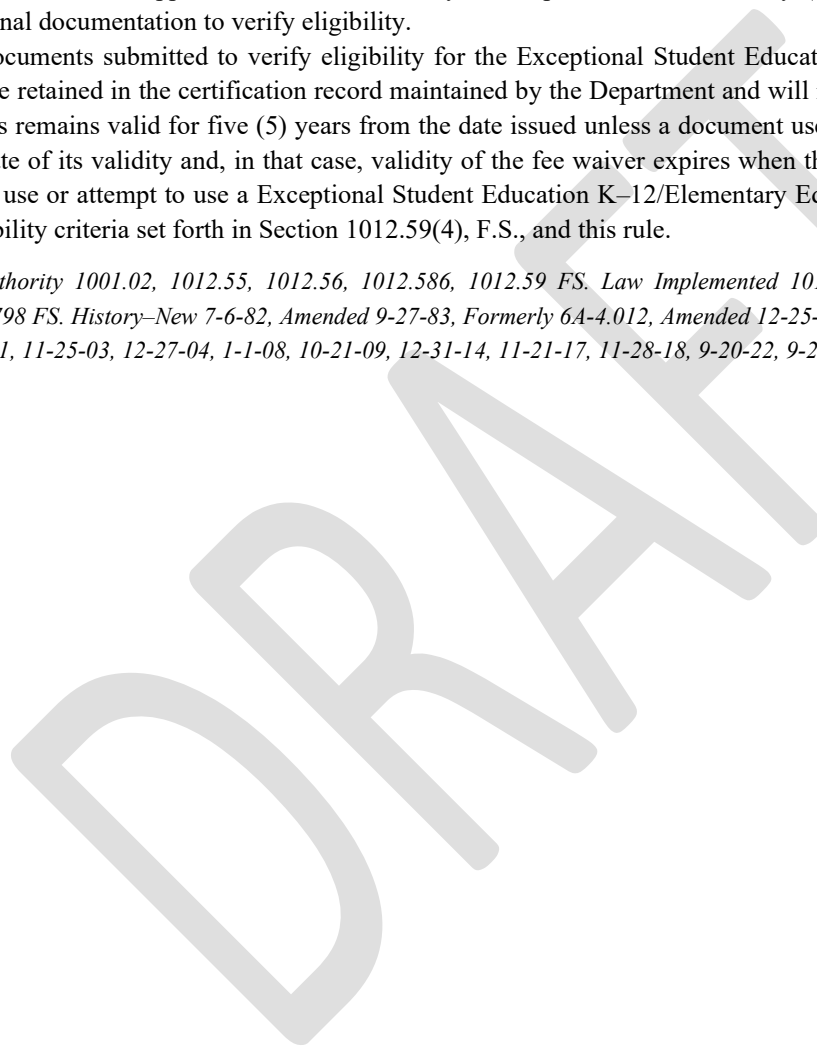 nal documentation to verify eligibility.
ocuments submitted to verify eligibility for the Exceptional Student Educat
e retained in the certification record maintained by the Department and will
s remains valid for five (5) years from the date issued unless a document use
te of its validity and, in that case, validity of the fee waiver expires when th
use or attempt to use a Exceptional Student Education K–12/Elementary Ed
bility criteria set forth in Section 1012.59(4), F.S., and this rule.
thority 1001.02, 1012.55, 1012.56, 1012.586, 1012.59 FS. Law Implemented 101
798 FS. History–New 7-6-82, Amended 9-27-83, Formerly 6A-4.012, Amended 12-25-
1, 11-25-03, 12-27-04, 1-1-08, 10-21-09, 12-31-14, 11-21-17, 11-28-18, 9-20-22, 9-2
DRAFT